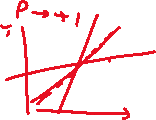 P → + 1